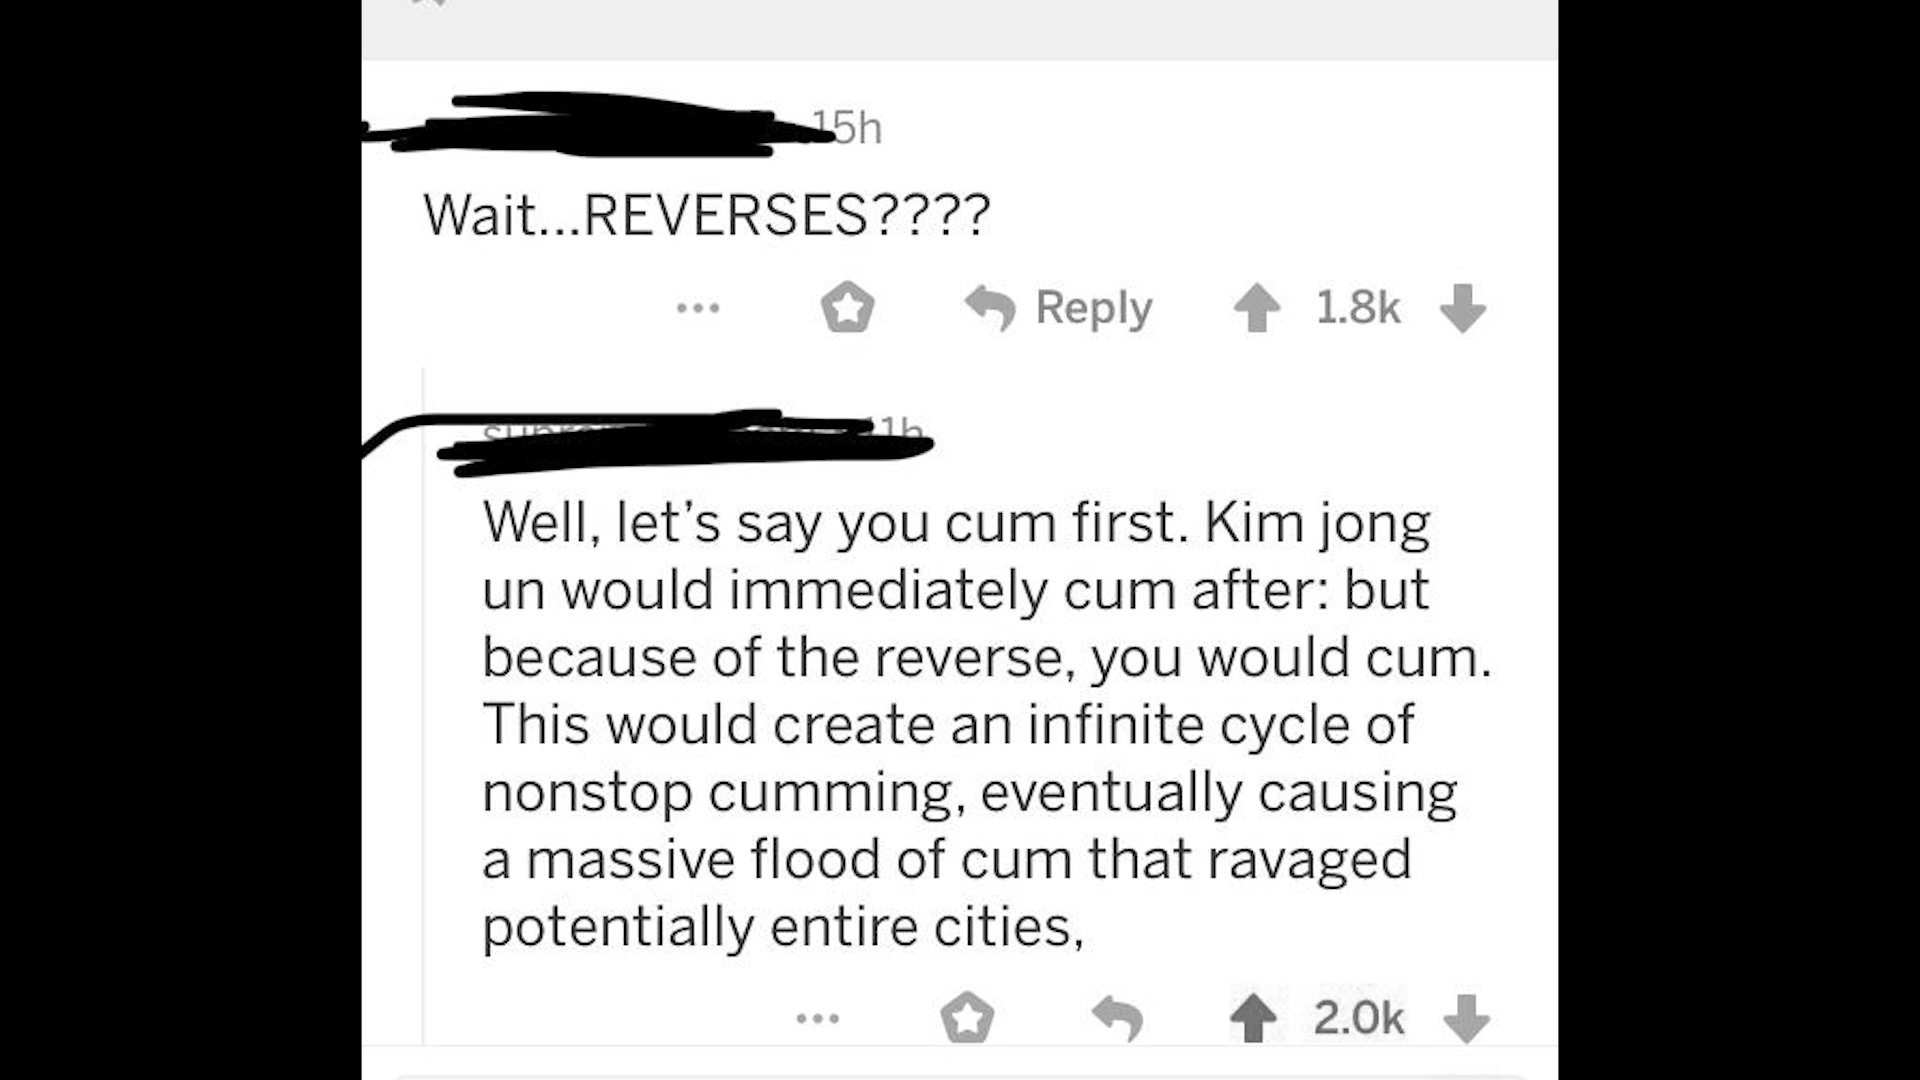 15h
Wait...REVERSES????
Reply 1.8k
11h
Well, let's say you cum first. Kim jong
un would immediately cum after: but
because of the reverse, you would cum.
This would create an infinite cycle of
nonstop cumming, eventually causing
a massive flood of cum that ravaged
potentially entire cities,
2.0k